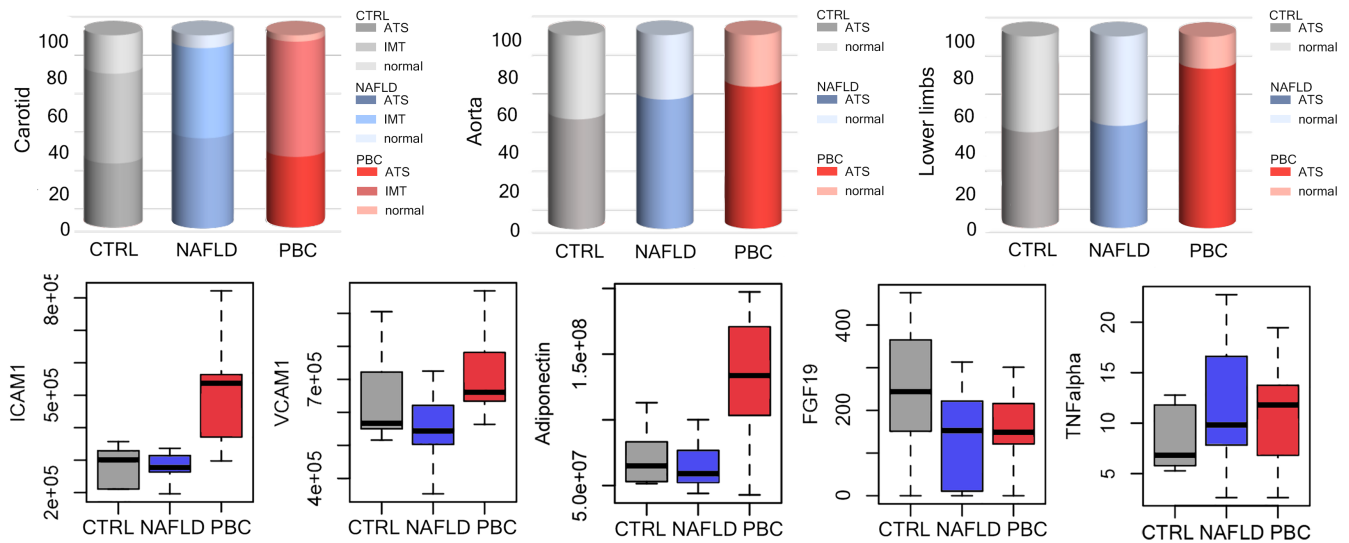 Carotid
100
80
60
40
20
0
CTRL NAFLD PBC
CTRL
ATS
IMT
normal
NAFLD
ATS
IMT
normal
PBC
ATS
IMT
normal
Aorta
100
80
60
40
20
0
CTRL NAFLD PBC
CTRL
ATS
normal
NAFLD
ATS
normal
PBC
ATS
normal
Lower limbs
100
80
60
40
20
0
CTRL NAFLD PBC
CTRL
ATS
normal
NAFLD
ATS
normal
PBC
ATS
normal
ICAM1
8e+05
5e+05
2e+05
CTRL NAFLD PBC
VCAM1
7e+05
4e+05
CTRL NAFLD PBC
Adiponectin
1.5e+08
5.0e+07
CTRL NAFLD PBC
FGF19
400
200
0
CTRL NAFLD PBC
TNFalpha
20
15
10
5
CTRL NAFLD PBC